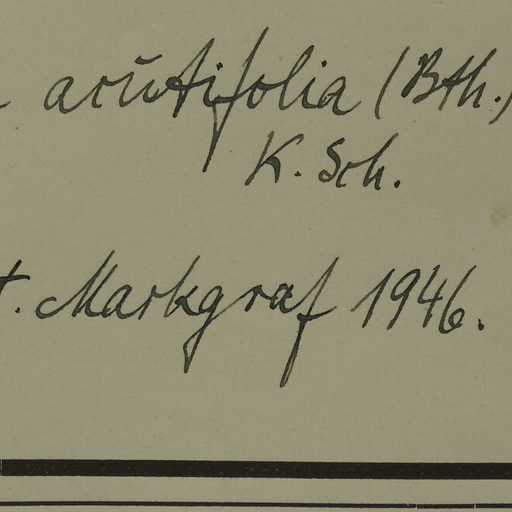 acutifolia (Bth.)
K. Sch.
t. Markgraf 1946.